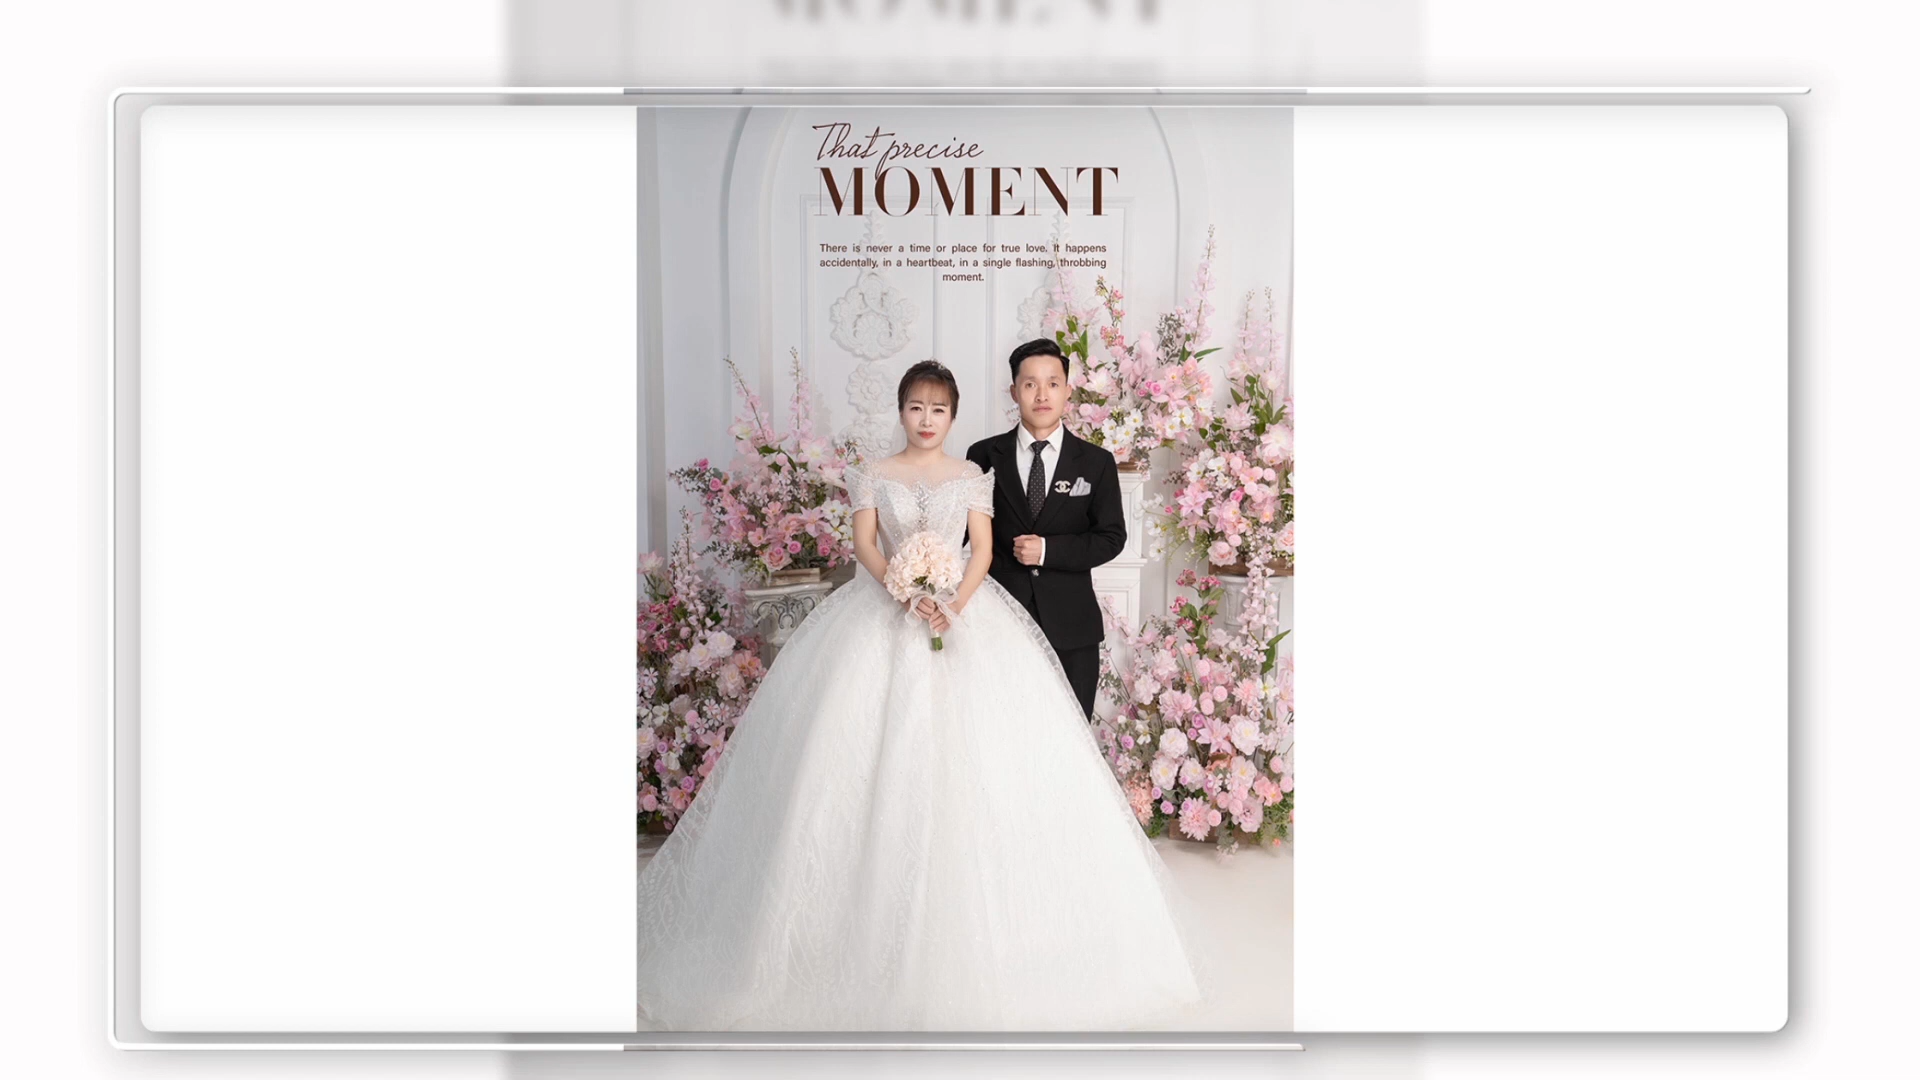 That precise
MOMENT
There is never a time or place for true love. It happens
accidentally, in a heartbeat, in a single flashing, throbbing
moment.